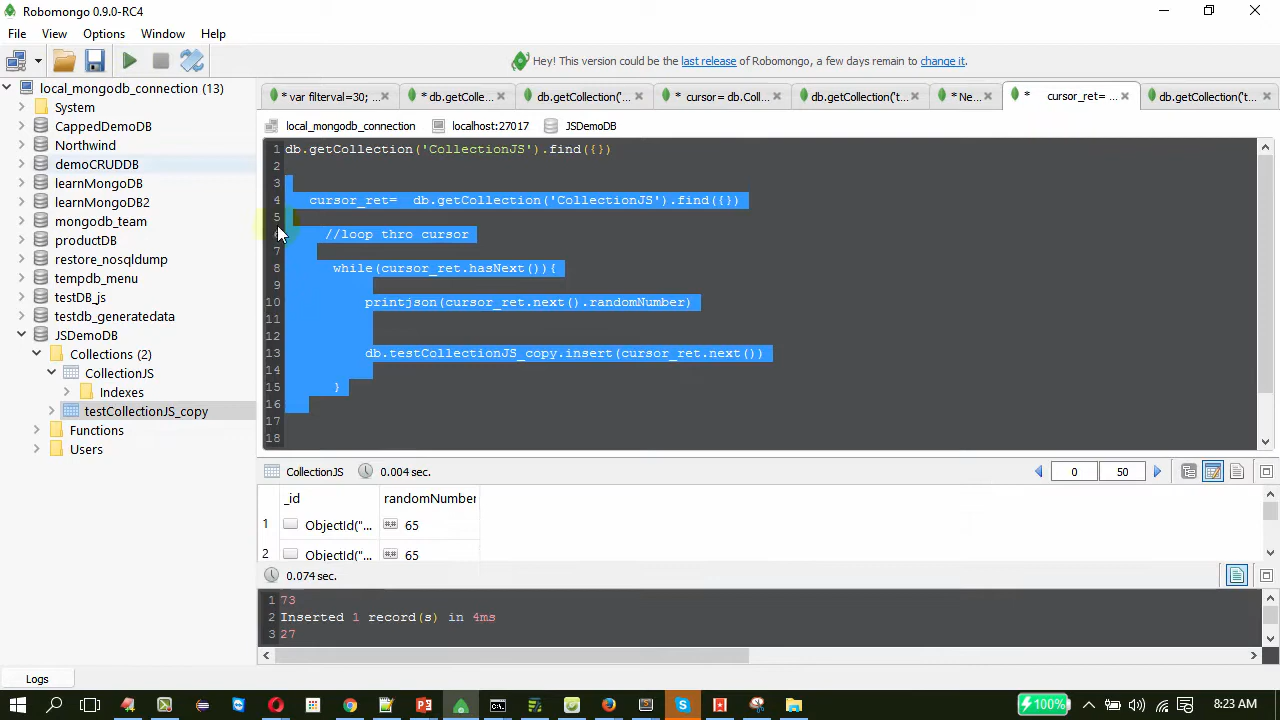 Robomongo 0.9.0-RC4
File View Options Window Help
Hey! This version could be the last release of Robomongo, a few days remain to change it.
local_mongodb_connection (13)
System
CappedDemoDB
Northwind
demoCRUDDB
learnMongoDB
learnMongoDB2
mongodb_team
productDB
restore_nosqldump
tempdb_menu
testDB_js
testdb_generatedata
JSDemoDB
Collections (2)
CollectionJS
Indexes
testCollectionJS_copy
Functions
Users
Logs
* var filterval=30; ... * db.getColle... db.getCollection('... * cursor= db.Coll... db.getCollection('t... * Ne... * cursor_ret= ... db.getCollection('t...
local_mongodb_connection localhost:27017 JSDemoDB
1 db.getCollection('CollectionJS').find({})
2
3
4 cursor_ret= db.getCollection('CollectionJS').find({})
5
6 //loop thro cursor
7
8 while(cursor_ret.hasNext()){
9
10 printjson(cursor_ret.next().randomNumber)
11
12
13 db.testCollectionJS_copy.insert(cursor_ret.next())
14
15 }
16
17
18
CollectionJS 0.004 sec. 0 50
_id randomNumber
1 ObjectId("... ## 65
2 ObjectId("... ## 65
0.074 sec.
1 73
2 Inserted 1 record(s) in 4ms
3 27
100% 8:23 AM